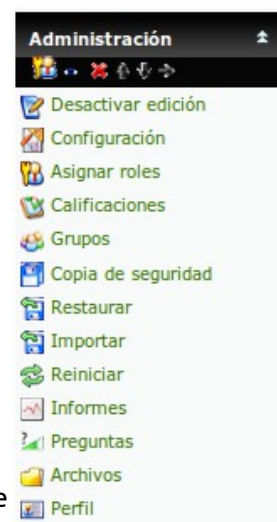 Administración
Desactivar edición
Configuración
Asignar roles
Calificaciones
Grupos
Copia de seguridad
Restaurar
Importar
Reiniciar
Informes
Preguntas
Archivos
e
Perfil